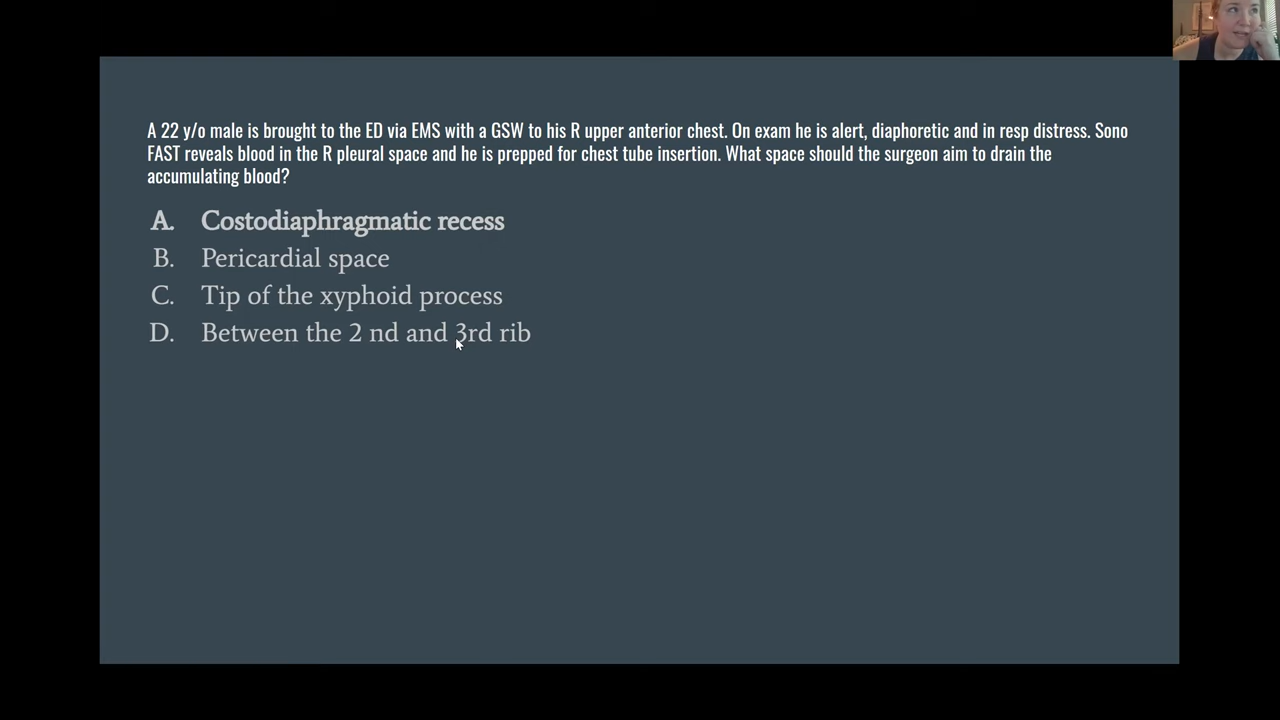 A 22 y/o male is brought to the ED via EMS with a GSW to his R upper anterior chest. On exam he is alert, diaphoretic and in resp distress. Sono
FAST reveals blood in the R pleural space and he is prepped for chest tube insertion. What space should the surgeon aim to drain the
accumulating blood?
A. Costodiaphragmatic recess
B. Pericardial space
C. Tip of the xyphoid process
D. Between the 2 nd and 3rd rib